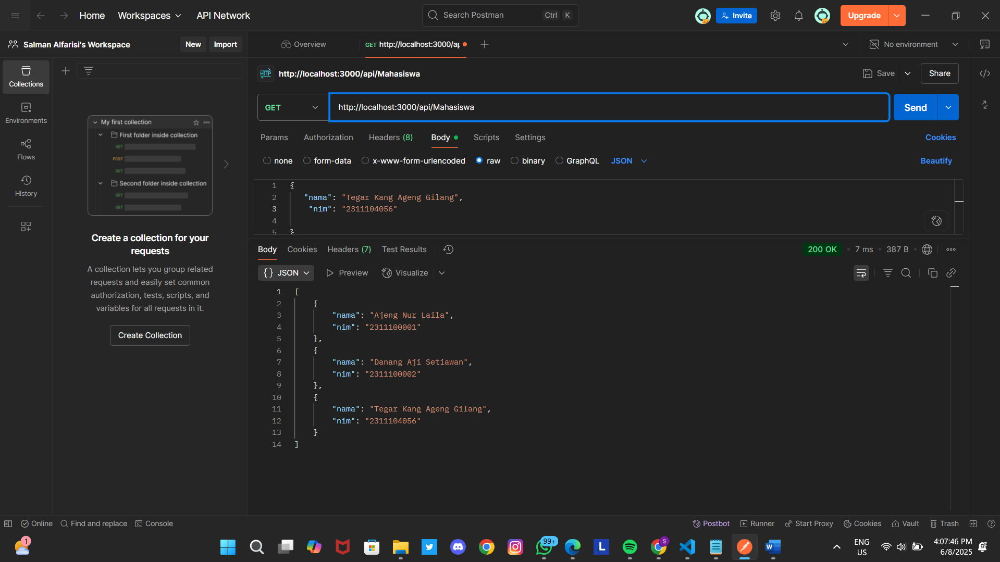 Home
Workspaces
API Network
Search Postman
Ctrl
K
Invite
Upgrade
Salman Alfarisi's Workspace
New
Import
Overview
GET http://localhost:3000/ap
No environment
Collections
Environments
Flows
History
My first collection
First folder inside collection
GET
POST
GET
Second folder inside collection
GET
GET
Create a collection for your
requests
A collection lets you group related
requests and easily set common
authorization, tests, scripts, and
variables for all requests in it.
Create Collection
HTTP
http://localhost:3000/api/Mahasiswa
Save
Share
GET
http://localhost:3000/api/Mahasiswa
Send
Params
Authorization
Headers (8)
Body
Scripts
Settings
Cookies
none
form-data
x-www-form-urlencoded
raw
binary
GraphQL
JSON
Beautify
1 {
2 "nama": "Tegar Kang Ageng Gilang",
3 "nim": "2311104056"
4
5 }
Body
Cookies
Headers (7)
Test Results
200 OK
7 ms
387 B
{} JSON
Preview
Visualize
1 [
2 {
3 "nama": "Ajeng Nur Laila",
4 "nim": "2311100001"
5 },
6 {
7 "nama": "Danang Aji Setiawan",
8 "nim": "2311100002"
9 },
10 {
11 "nama": "Tegar Kang Ageng Gilang",
12 "nim": "2311104056"
13 }
14 ]
Online
Find and replace
Console
Postbot
Runner
Start Proxy
Cookies
Vault
Trash
1
99+
L
S
W
ENG
US
4:07:46 PM
6/8/2025